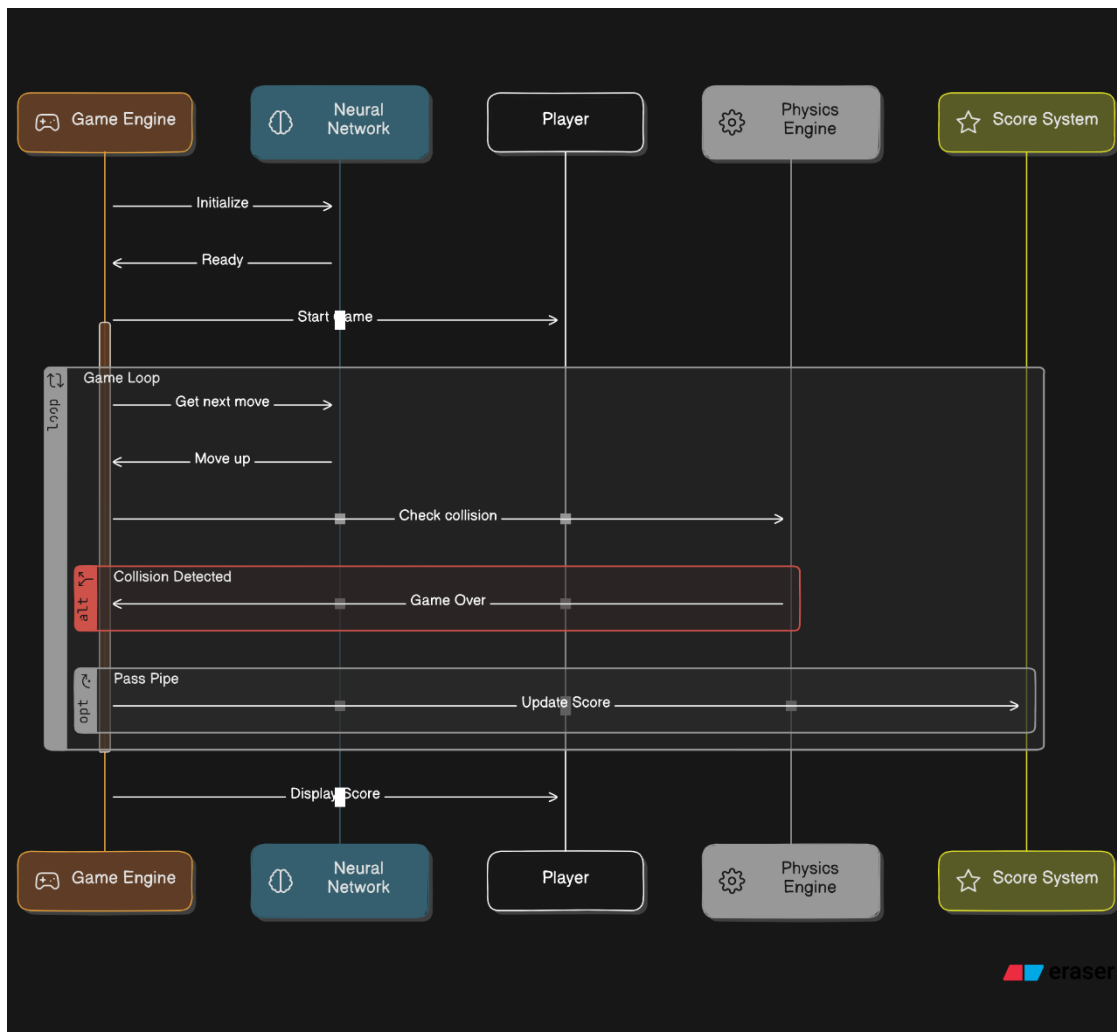 Game Engine
Neural
Network
Player
Physics
Engine
Score System
Initialize
Ready
Start Game
loop
Game Loop
Get next move
Move up
Check collision
alt
Collision Detected
Game Over
opt
Pass Pipe
Update Score
Display Score
Game Engine
Neural
Network
Player
Physics
Engine
Score System
eraser